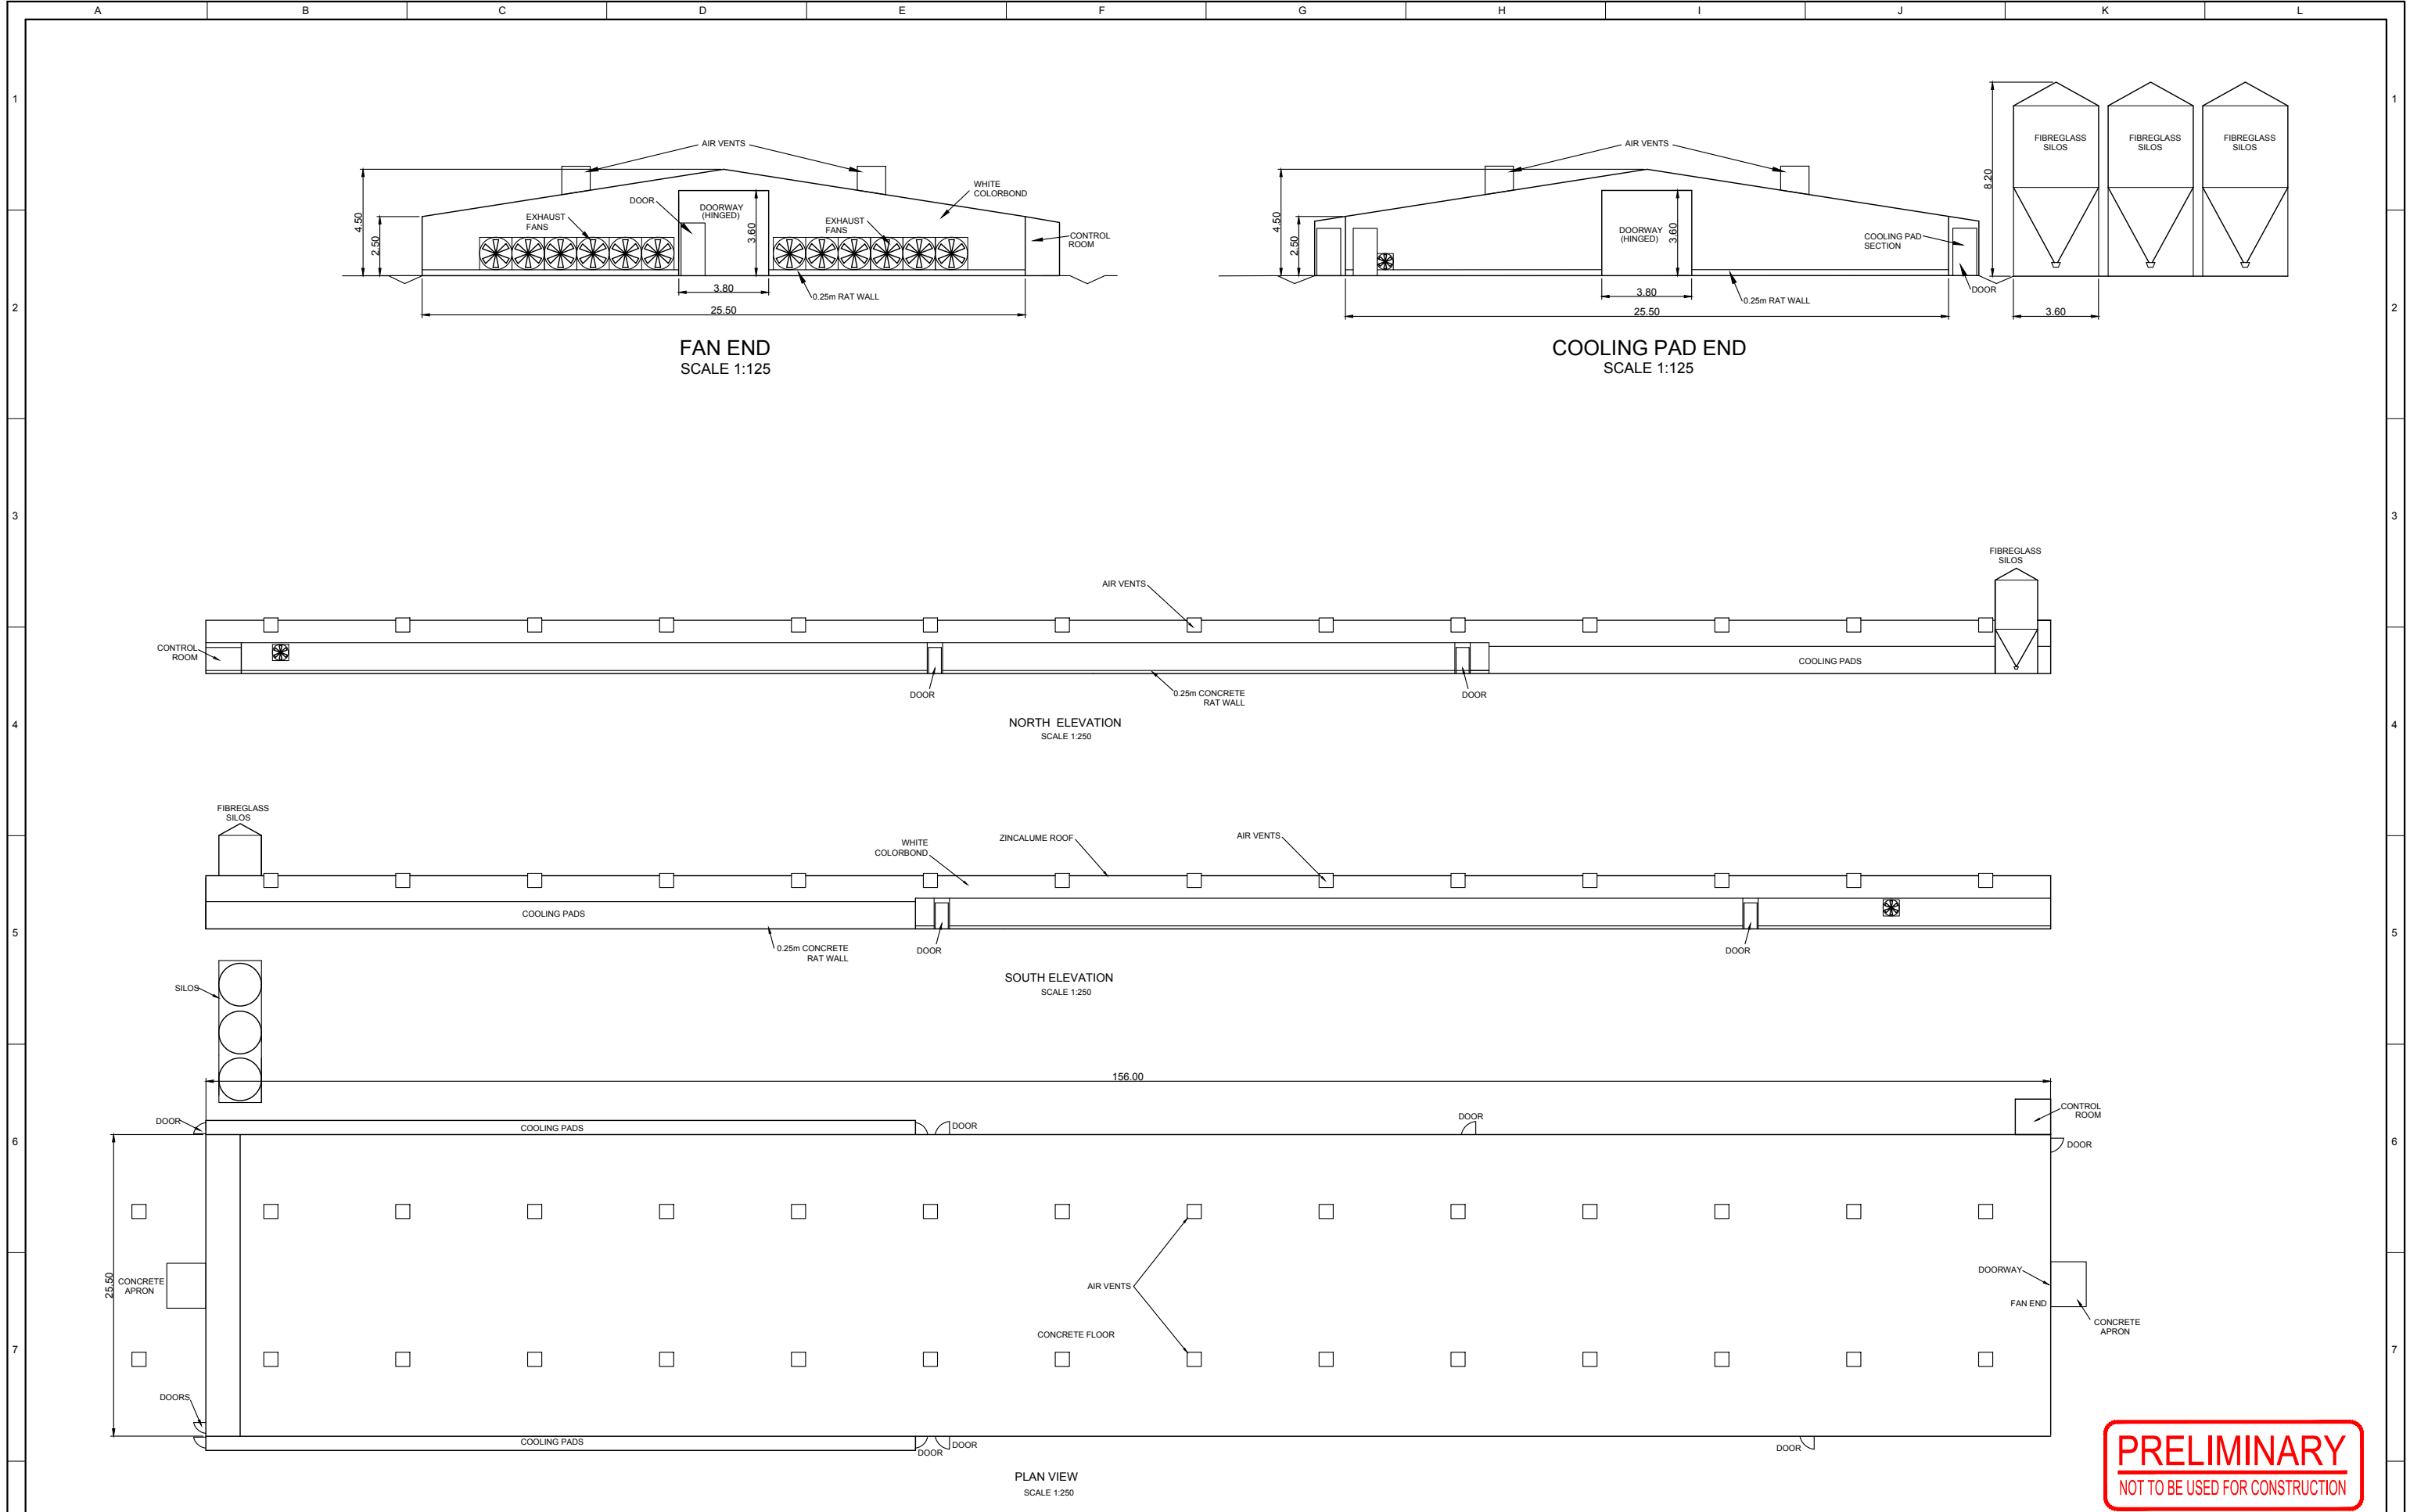 A B C D E F G H I J K L
1
1
2
2
3
3
4
4
5
5
6
6
7
7
AIR VENTS
DOOR
DOORWAY
(HINGED)
WHITE
COLORBOND
EXHAUST
FANS
EXHAUST
FANS
CONTROL
ROOM
4.50
2.50
3.60
3.80
0.25m RAT WALL
25.50
FAN END
SCALE 1:125
AIR VENTS
FIBREGLASS
SILOS
FIBREGLASS
SILOS
FIBREGLASS
SILOS
8.20
4.50
2.50
DOORWAY
(HINGED)
3.60
COOLING PAD
SECTION
DOOR
3.80
0.25m RAT WALL
25.50
3.60
COOLING PAD END
SCALE 1:125
FIBREGLASS
SILOS
AIR VENTS
CONTROL
ROOM
COOLING PADS
DOOR
0.25m CONCRETE
RAT WALL
DOOR
NORTH ELEVATION
SCALE 1:250
FIBREGLASS
SILOS
WHITE
COLORBOND
ZINCALUME ROOF
AIR VENTS
COOLING PADS
0.25m CONCRETE
RAT WALL
DOOR
DOOR
SOUTH ELEVATION
SCALE 1:250
SILOS
156.00
DOOR
COOLING PADS
DOOR
DOOR
CONTROL
ROOM
DOOR
25.50
CONCRETE
APRON
AIR VENTS
CONCRETE FLOOR
DOORWAY
FAN END
CONCRETE
APRON
DOORS
COOLING PADS
DOOR
DOOR
DOOR
PLAN VIEW
SCALE 1:250
PRELIMINARY
NOT TO BE USED FOR CONSTRUCTION